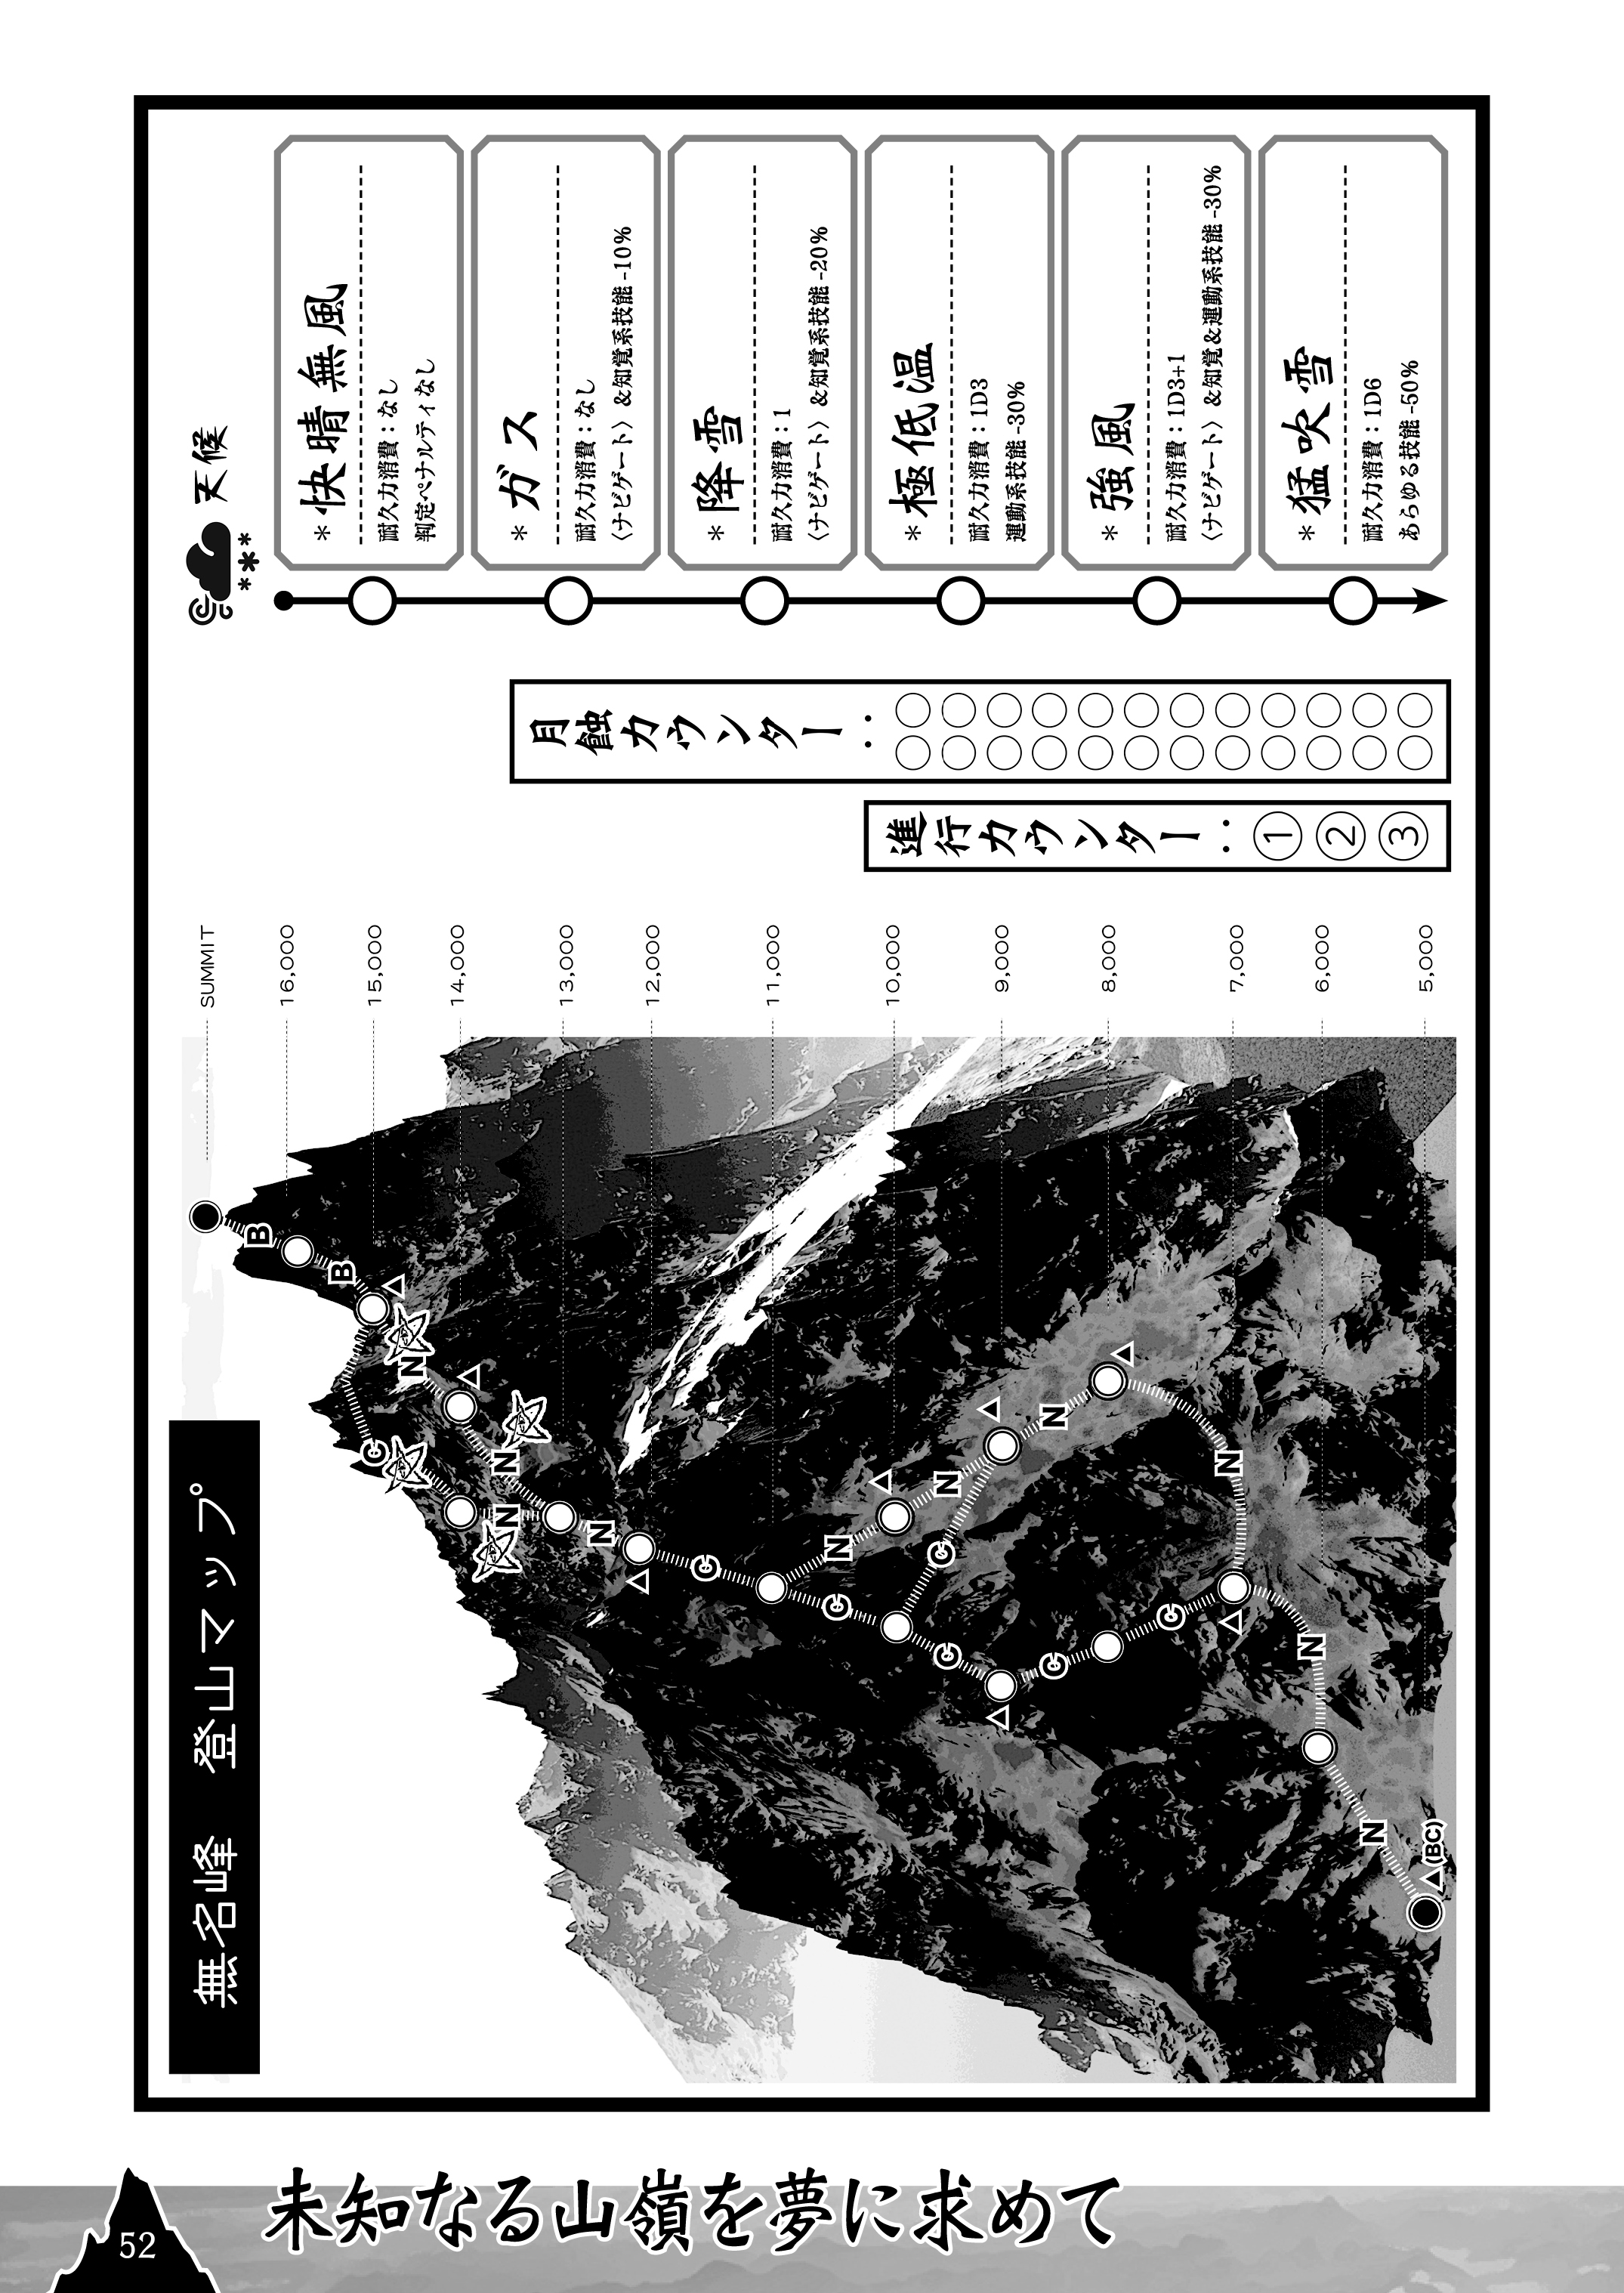 無名峰　登山マップ
SUMMIT
16,000
15,000
14,000
13,000
12,000
11,000
10,000
9,000
8,000
7,000
6,000
5,000
B
B
N
C
N
N
N
C
N
C
N
C
C
N
C
C
N
N
N
(BC)
進行カウンター：①②③
月蝕カウンター：○○○○○○○○○○○○○○○○○○○○○○○○
天候
*快晴無風
耐久力消費：なし
判定ペナルティなし
*ガス
耐久力消費：なし
〈ナビゲート〉&知覚系技能 -10%
*降雪
耐久力消費：1
〈ナビゲート〉&知覚系技能 -20%
*極低温
耐久力消費：1D3
運動系技能 -30%
*強風
耐久力消費：1D3+1
〈ナビゲート〉&知覚&運動系技能 -30%
*猛吹雪
耐久力消費：1D6
あらゆる技能 -50%
52
未知なる山嶺を夢に求めて